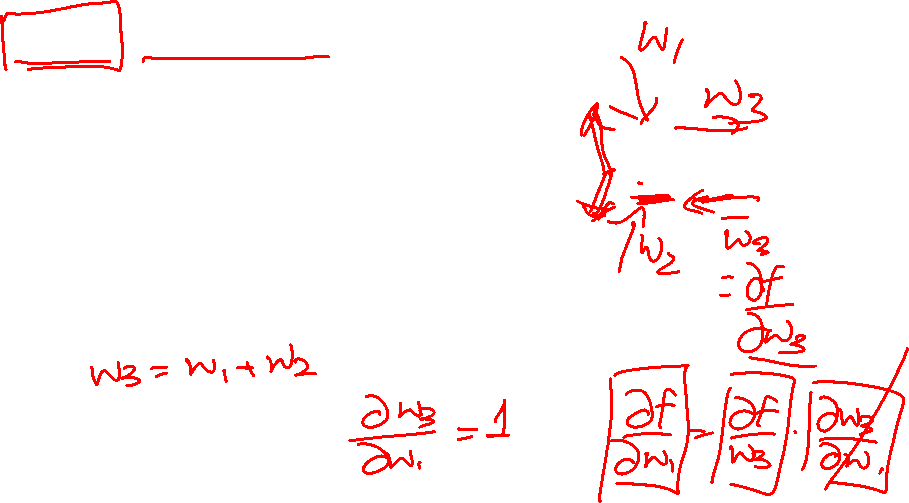 w₁
w₃
w₂
w̅₃
= ∂f/∂w₃
w₃ = w₁ + w₂
∂w₃/∂w₁ = 1
∂f/∂w₁ = ∂f/w₃ · ∂w₃/∂w₁